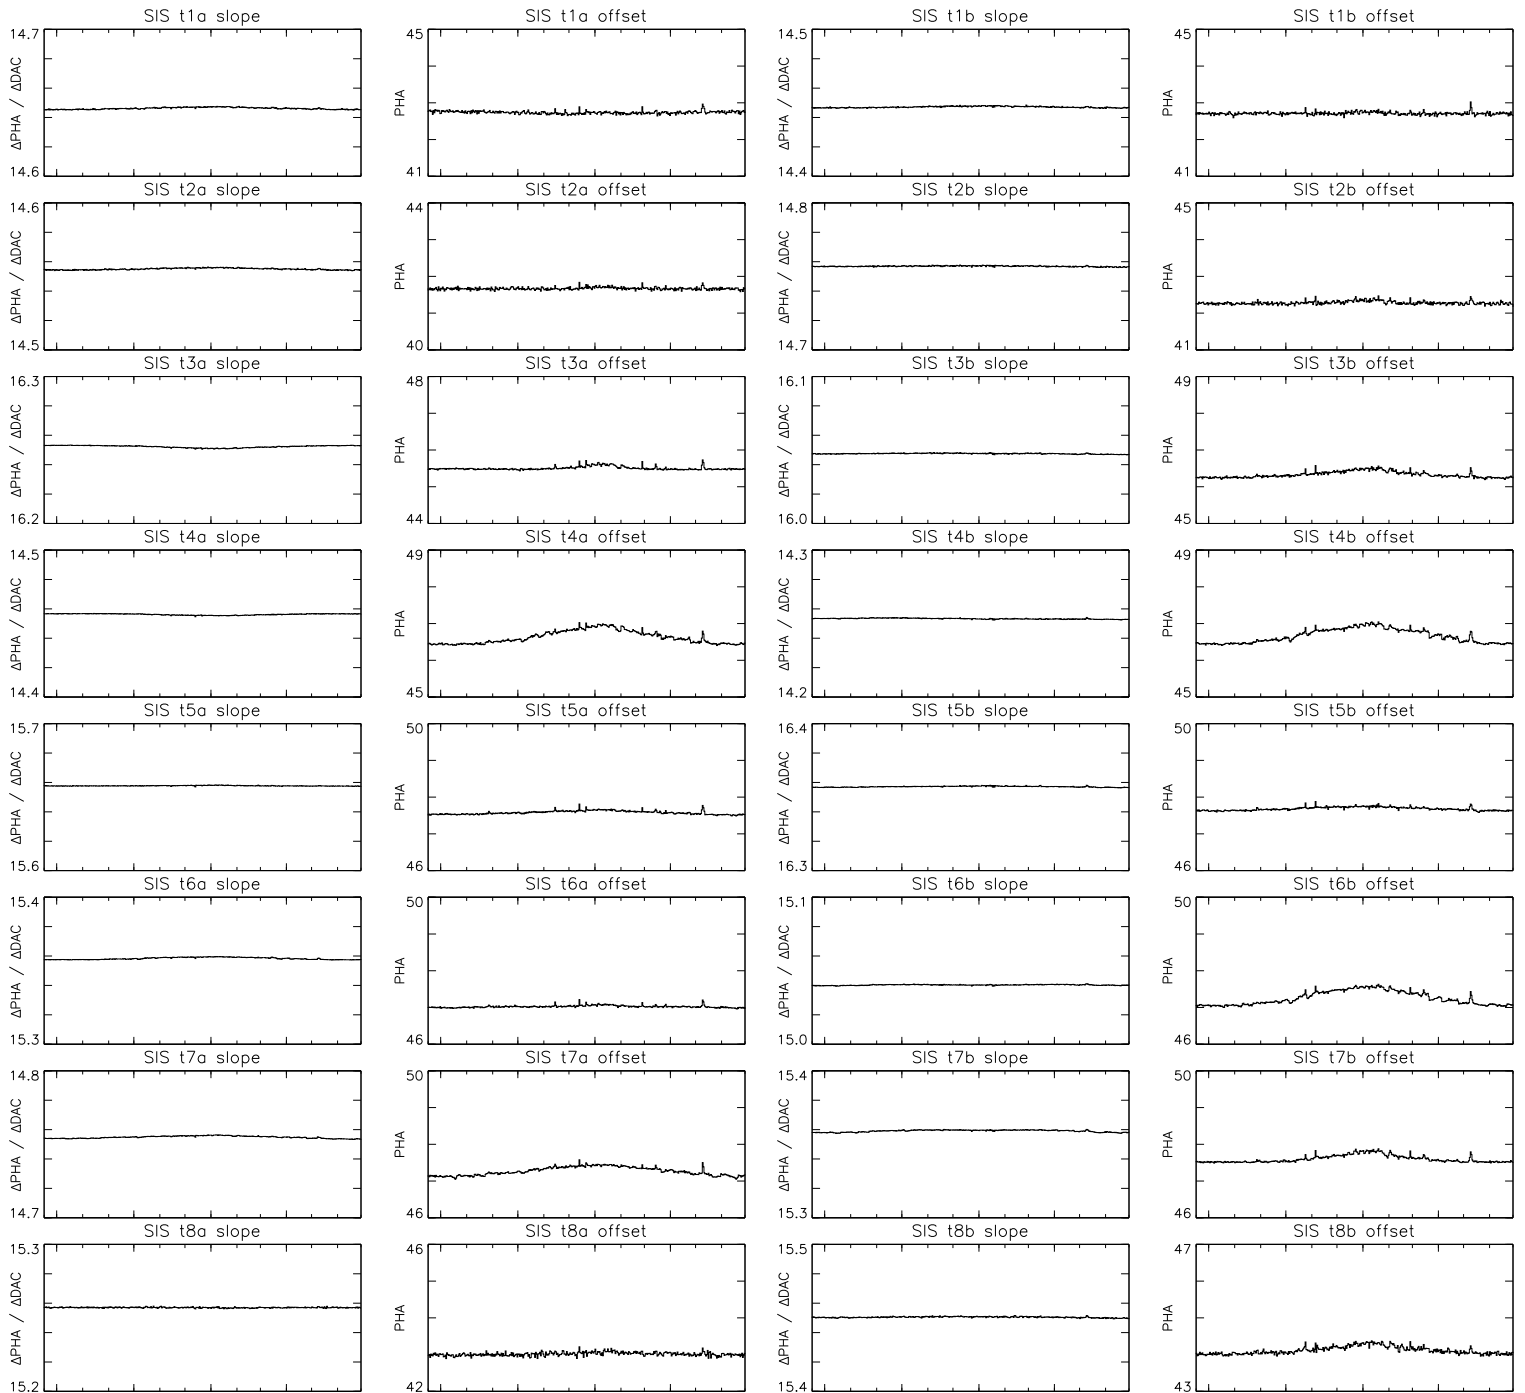 SIS t1a slope SIS t1a offset SIS t1b slope SIS t1b offset
14.7 45 14.5 45
ΔPHA / ΔDAC PHA ΔPHA / ΔDAC PHA
14.6 41 14.4 41
SIS t2a slope SIS t2a offset SIS t2b slope SIS t2b offset
14.6 44 14.8 45
ΔPHA / ΔDAC PHA ΔPHA / ΔDAC PHA
14.5 40 14.7 41
SIS t3a slope SIS t3a offset SIS t3b slope SIS t3b offset
16.3 48 16.1 49
ΔPHA / ΔDAC PHA ΔPHA / ΔDAC PHA
16.2 44 16.0 45
SIS t4a slope SIS t4a offset SIS t4b slope SIS t4b offset
14.5 49 14.3 49
ΔPHA / ΔDAC PHA ΔPHA / ΔDAC PHA
14.4 45 14.2 45
SIS t5a slope SIS t5a offset SIS t5b slope SIS t5b offset
15.7 50 16.4 50
ΔPHA / ΔDAC PHA ΔPHA / ΔDAC PHA
15.6 46 16.3 46
SIS t6a slope SIS t6a offset SIS t6b slope SIS t6b offset
15.4 50 15.1 50
ΔPHA / ΔDAC PHA ΔPHA / ΔDAC PHA
15.3 46 15.0 46
SIS t7a slope SIS t7a offset SIS t7b slope SIS t7b offset
14.8 50 15.4 50
ΔPHA / ΔDAC PHA ΔPHA / ΔDAC PHA
14.7 46 15.3 46
SIS t8a slope SIS t8a offset SIS t8b slope SIS t8b offset
15.3 46 15.5 47
ΔPHA / ΔDAC PHA ΔPHA / ΔDAC PHA
15.2 42 15.4 43